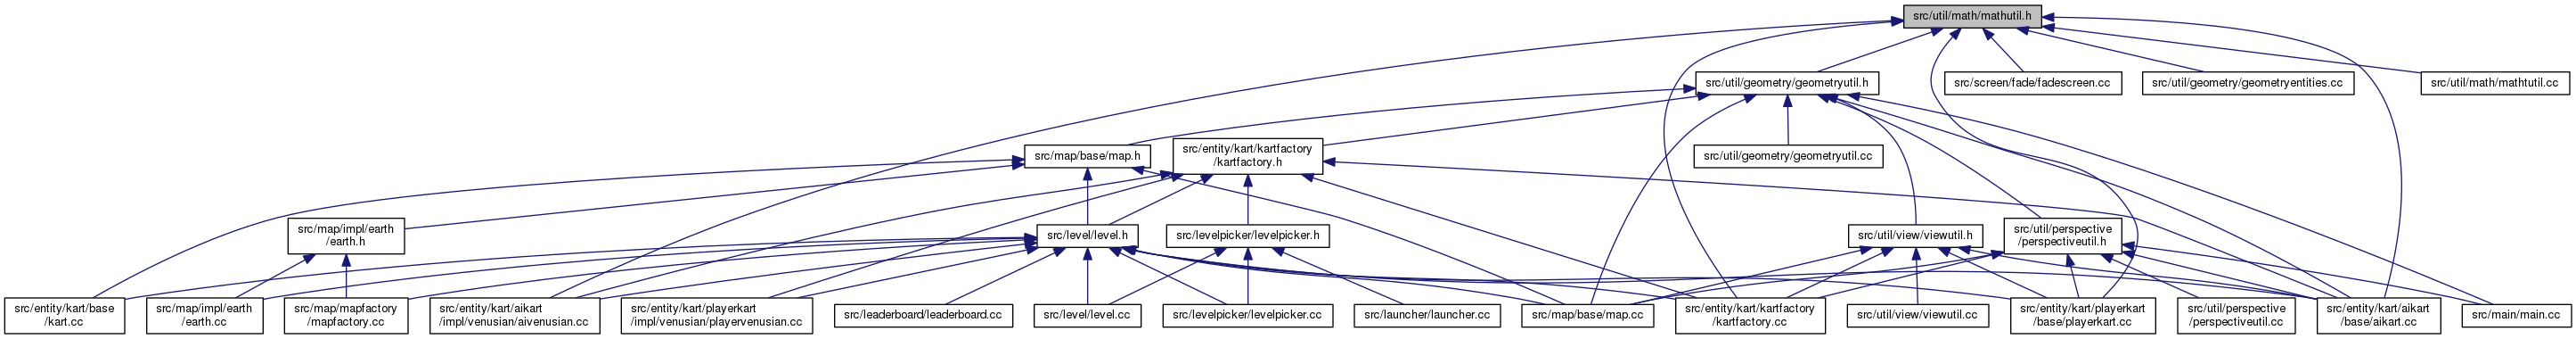 src/util/math/mathutil.h
src/util/geometry/geometryutil.h
src/screen/fade/fadescreen.cc
src/util/geometry/geometryentities.cc
src/util/math/mathtutil.cc
src/map/base/map.h
src/entity/kart/kartfactory
/kartfactory.h
src/util/geometry/geometryutil.cc
src/map/impl/earth
/earth.h
src/level/level.h
src/levelpicker/levelpicker.h
src/util/view/viewutil.h
src/util/perspective
/perspectiveutil.h
src/entity/kart/base
/kart.cc
src/map/impl/earth
/earth.cc
src/map/mapfactory
/mapfactory.cc
src/entity/kart/aikart
/impl/venusian/aivenusian.cc
src/entity/kart/playerkart
/impl/venusian/playervenusian.cc
src/leaderboard/leaderboard.cc
src/level/level.cc
src/levelpicker/levelpicker.cc
src/launcher/launcher.cc
src/map/base/map.cc
src/entity/kart/kartfactory
/kartfactory.cc
src/util/view/viewutil.cc
src/entity/kart/playerkart
/base/playerkart.cc
src/util/perspective
/perspectiveutil.cc
src/entity/kart/aikart
/base/aikart.cc
src/main/main.cc